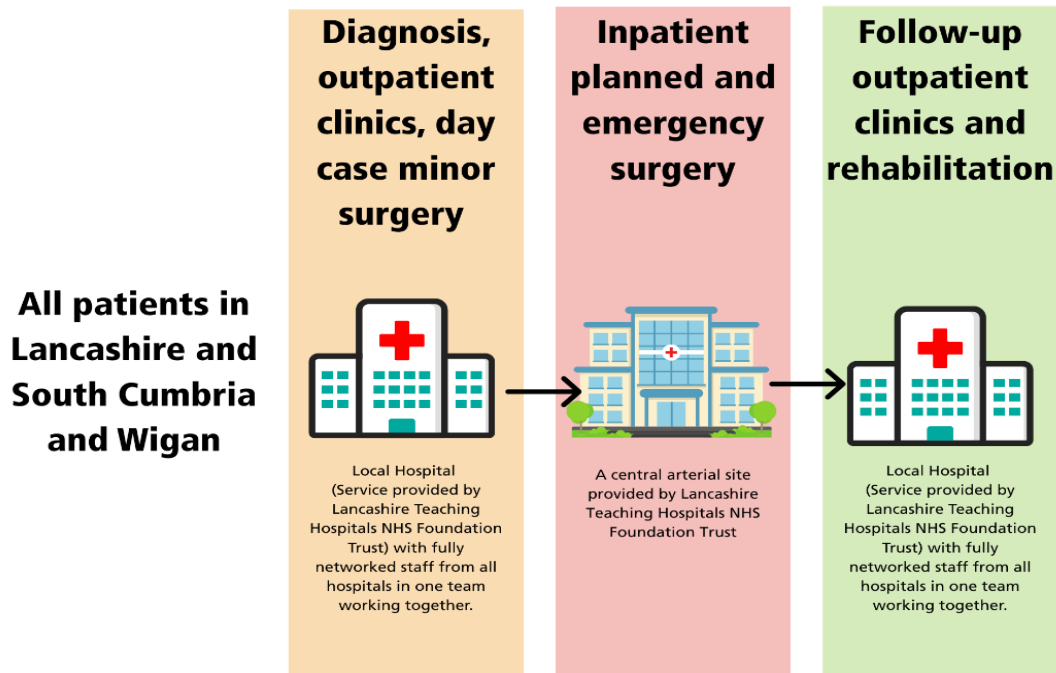 All patients in
Lancashire and
South Cumbria
and Wigan
Diagnosis,
outpatient
clinics, day
case minor
surgery
Local Hospital
(Service provided by
Lancashire Teaching
Hospitals NHS Foundation
Trust) with fully
networked staff from all
hospitals in one team
working together.
Inpatient
planned and
emergency
surgery
A central arterial site
provided by Lancashire
Teaching Hospitals NHS
Foundation Trust
Follow-up
outpatient
clinics and
rehabilitation
Local Hospital
(Service provided by
Lancashire Teaching
Hospitals NHS Foundation
Trust) with fully
networked staff from all
hospitals in one team
working together.